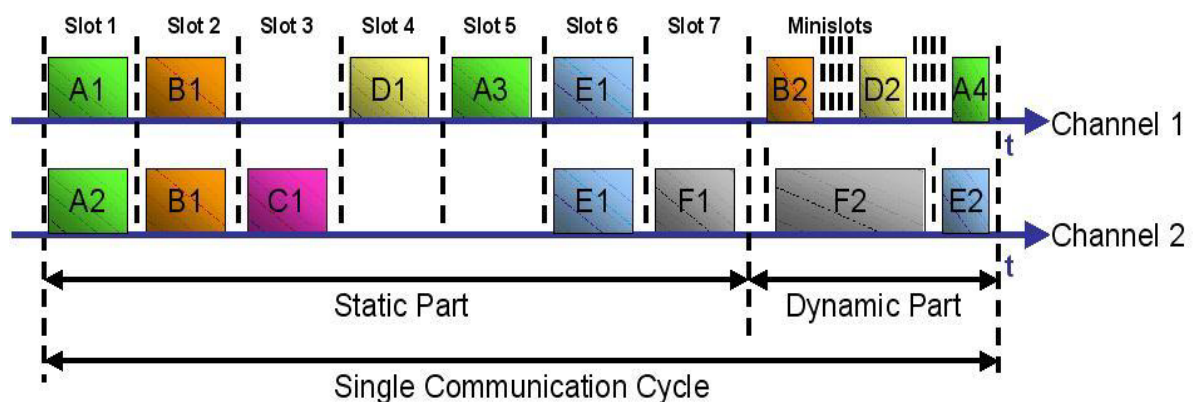 Slot 1 Slot 2 Slot 3 Slot 4 Slot 5 Slot 6 Slot 7 Minislots
A1 B1 D1 A3 E1 B2 D2 A4
Channel 1
t
A2 B1 C1 E1 F1 F2 E2
Channel 2
t
Static Part Dynamic Part
Single Communication Cycle